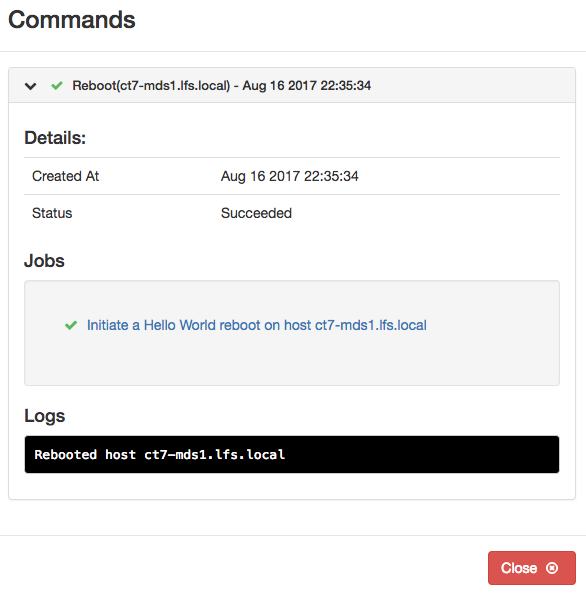 Commands
Reboot(ct7-mds1.lfs.local) - Aug 16 2017 22:35:34
Details:
Created At Aug 16 2017 22:35:34
Status Succeeded
Jobs
Initiate a Hello World reboot on host ct7-mds1.lfs.local
Logs
Rebooted host ct7-mds1.lfs.local
Close